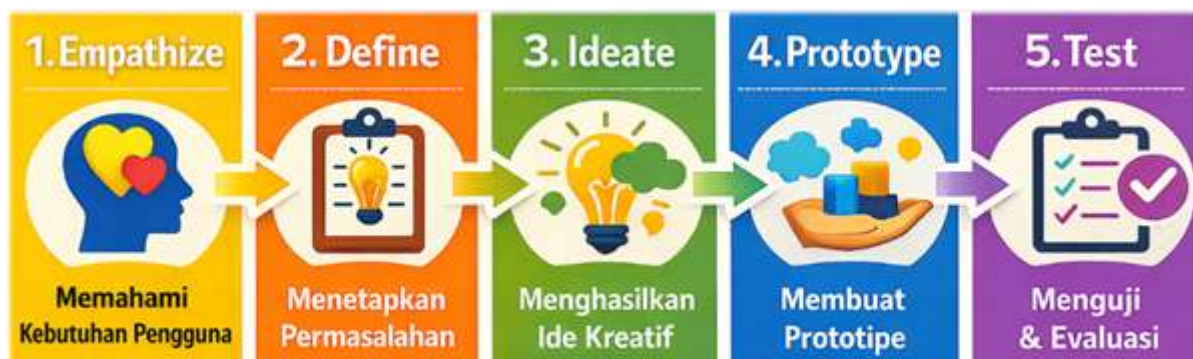 1.Empathize
Memahami
Kebutuhan Pengguna
2. Define
Menetapkan
Permasalahan
3. Ideate
Menghasilkan
Ide Kreatif
4. Prototype
Membuat
Prototipe
5. Test
Menguji
& Evaluasi